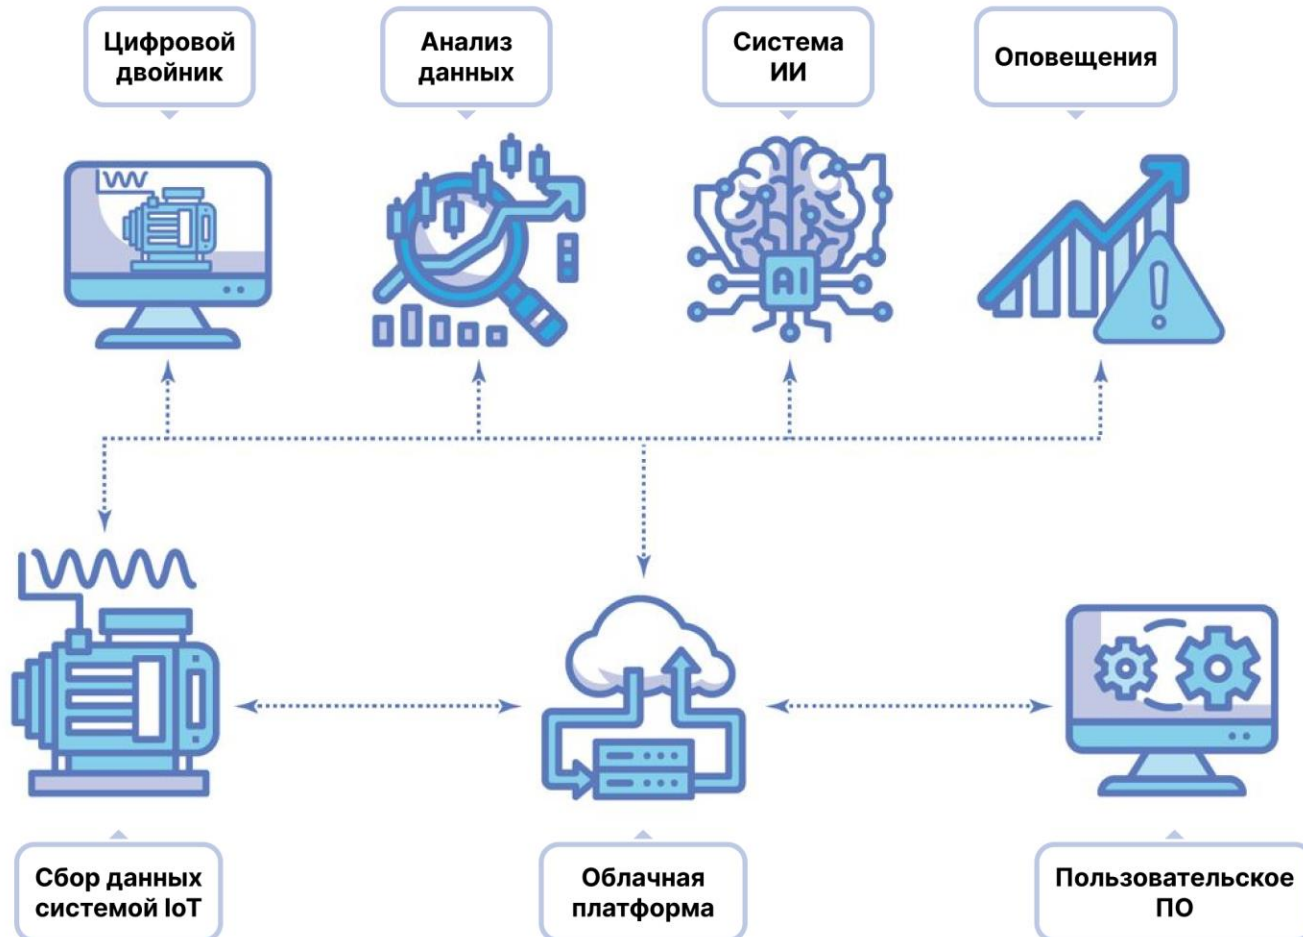 Цифровой
двойник
Анализ
данных
Система
ИИ
Оповещения
AI
Сбор данных
системой IoT
Облачная
платформа
Пользовательское
ПО